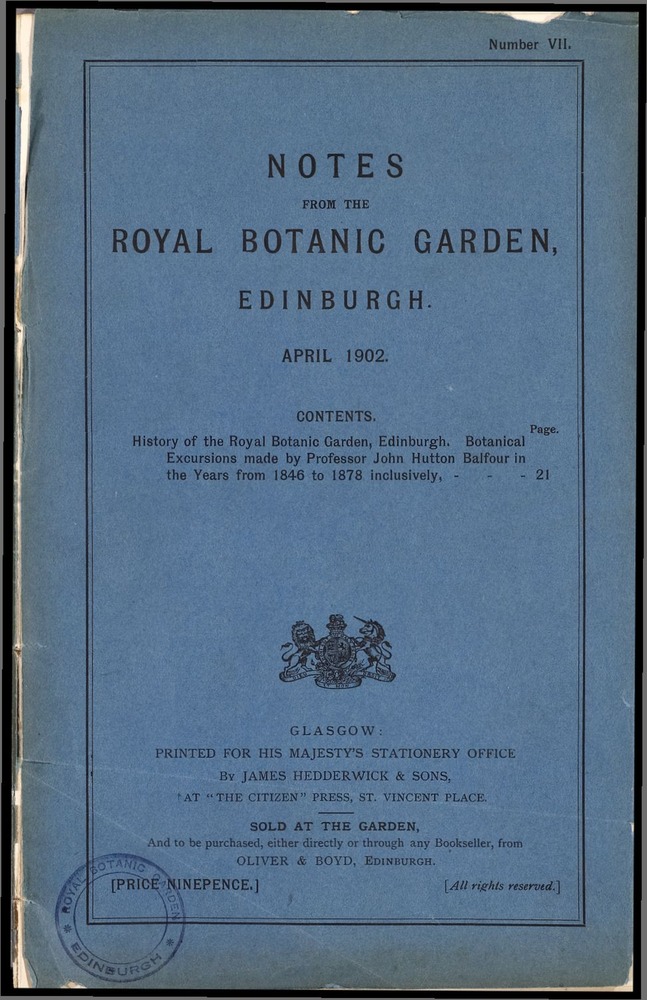 Number VII.
NOTES
FROM THE
ROYAL BOTANIC GARDEN,
EDINBURGH.
APRIL 1902.
CONTENTS.
Page.
History of the Royal Botanic Garden, Edinburgh. Botanical
Excursions made by Professor John Hutton Balfour in
the Years from 1846 to 1878 inclusively, - - - 21
GLASGOW:
PRINTED FOR HIS MAJESTY'S STATIONERY OFFICE
By JAMES HEDDERWICK & SONS,
AT "THE CITIZEN" PRESS, ST. VINCENT PLACE.
SOLD AT THE GARDEN,
And to be purchased, either directly or through any Bookseller, from
OLIVER & BOYD, EDINBURGH.
[PRICE NINEPENCE.] [All rights reserved.]
ROYAL BOTANIC GARDEN
* EDINBURGH *